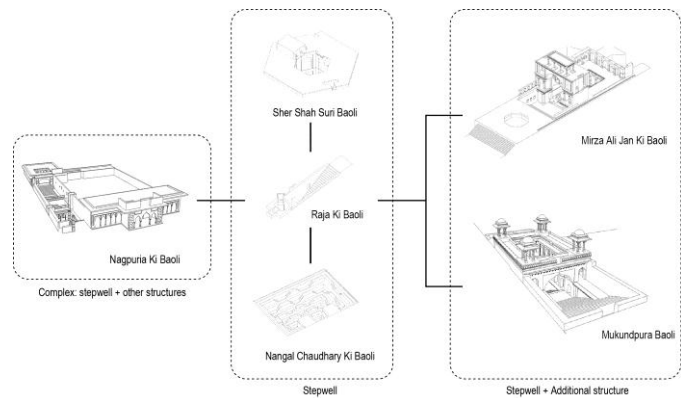 Sher Shah Suri Baoli
Mirza Ali Jan Ki Baoli
Raja Ki Baoli
Nagpuria Ki Baoli
Complex: stepwell + other structures
Mukundpura Baoli
Nangal Chaudhary Ki Baoli
Stepwell
Stepwell + Additional structure